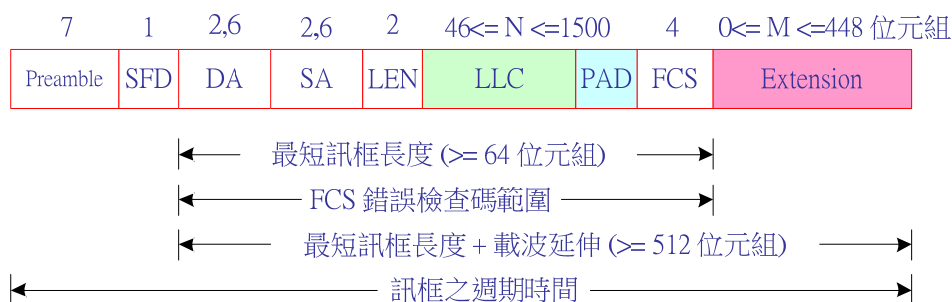 7 1 2,6 2,6 2 46<= N <=1500 4 0<= M <=448 位元組
Preamble SFD DA SA LEN LLC PAD FCS Extension
最短訊框長度 (>= 64 位元組)
FCS 錯誤檢查碼範圍
最短訊框長度 + 載波延伸 (>= 512 位元組)
訊框之週期時間